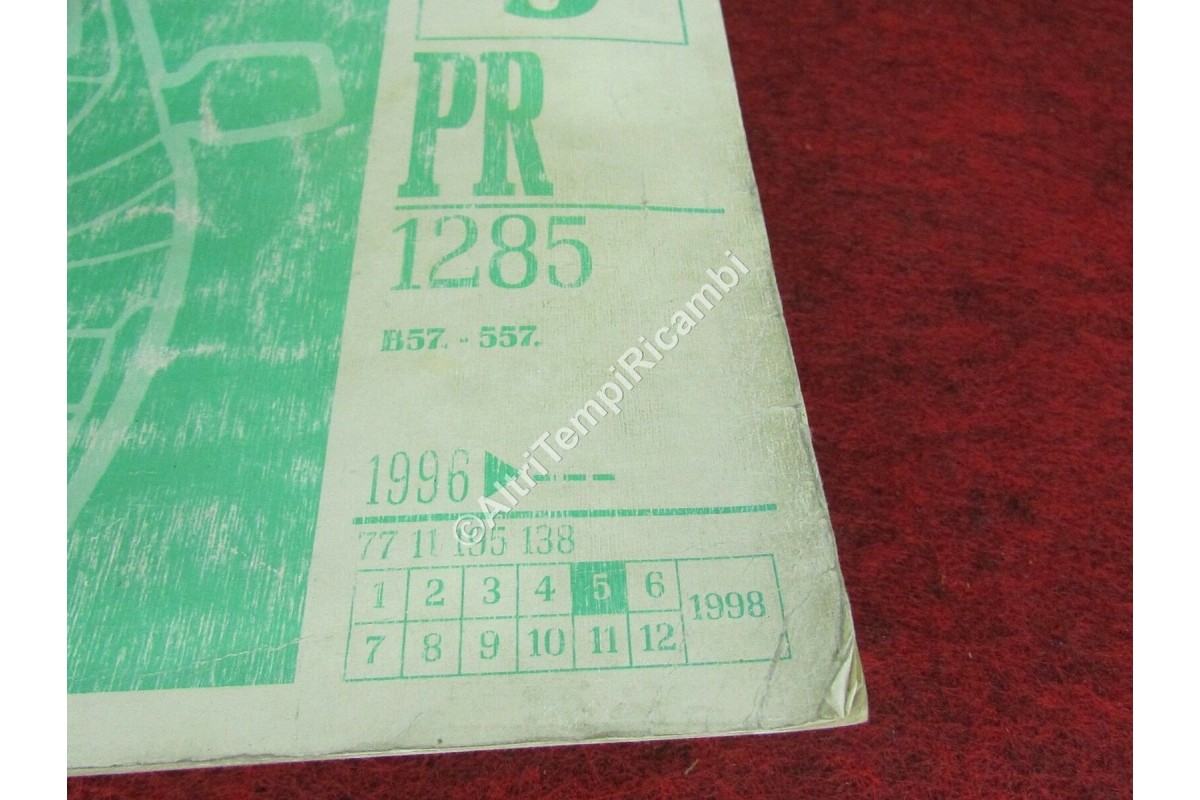 PR
1285
B57. - 557.
1996
77 11 195 138
1 2 3 4 5 6 1998
7 8 9 10 11 12
©AltriTempiRicambi